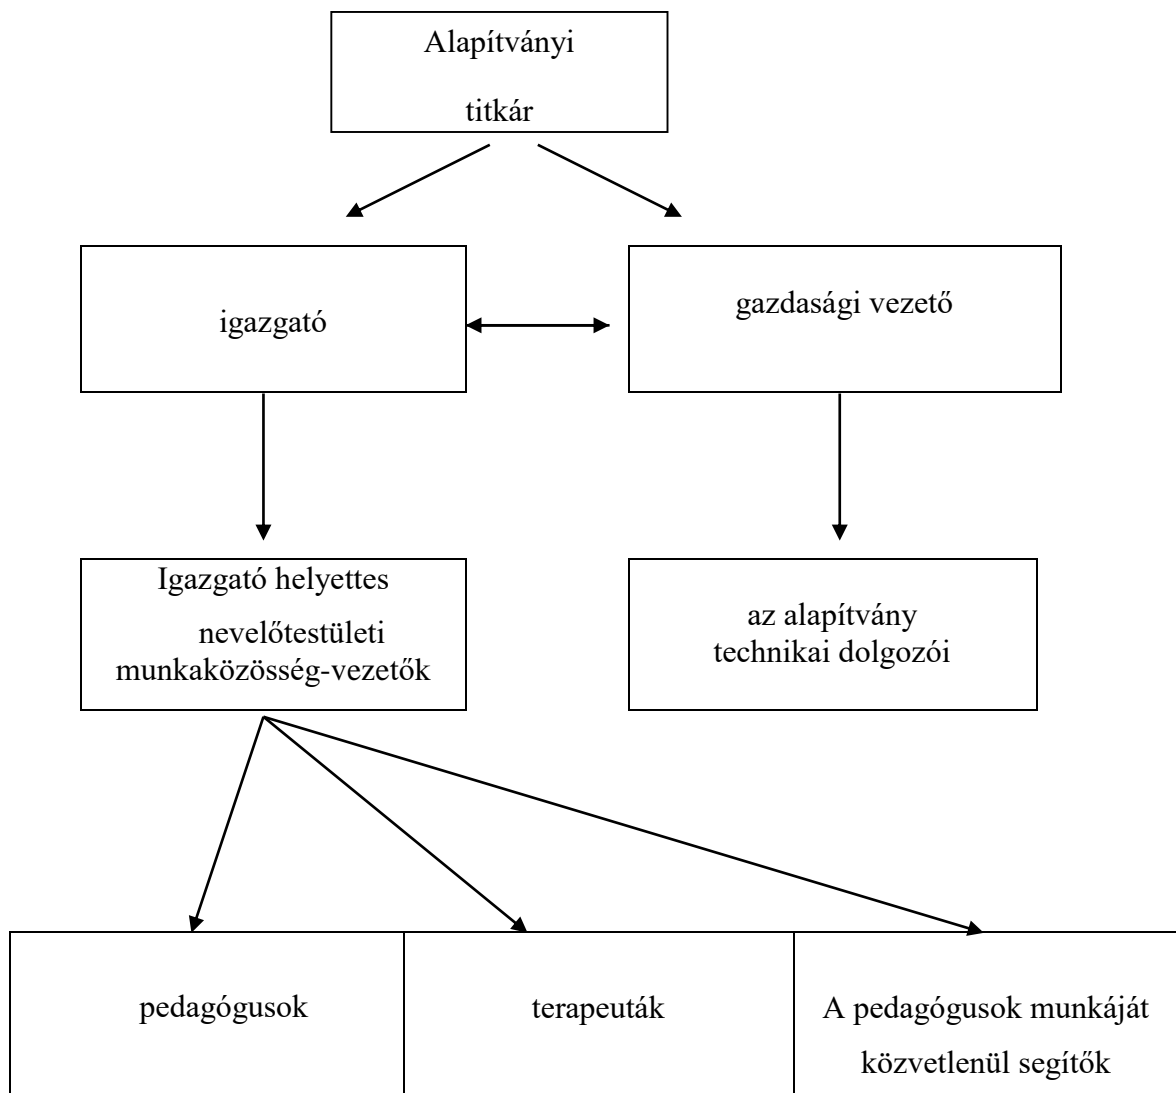 Alapítványi
titkár
igazgató
gazdasági vezető
Igazgató helyettes
nevelőtestületi
munkaközösség-vezetők
az alapítvány
technikai dolgozói
pedagógusok
terapeuták
A pedagógusok munkáját
közvetlenül segítők